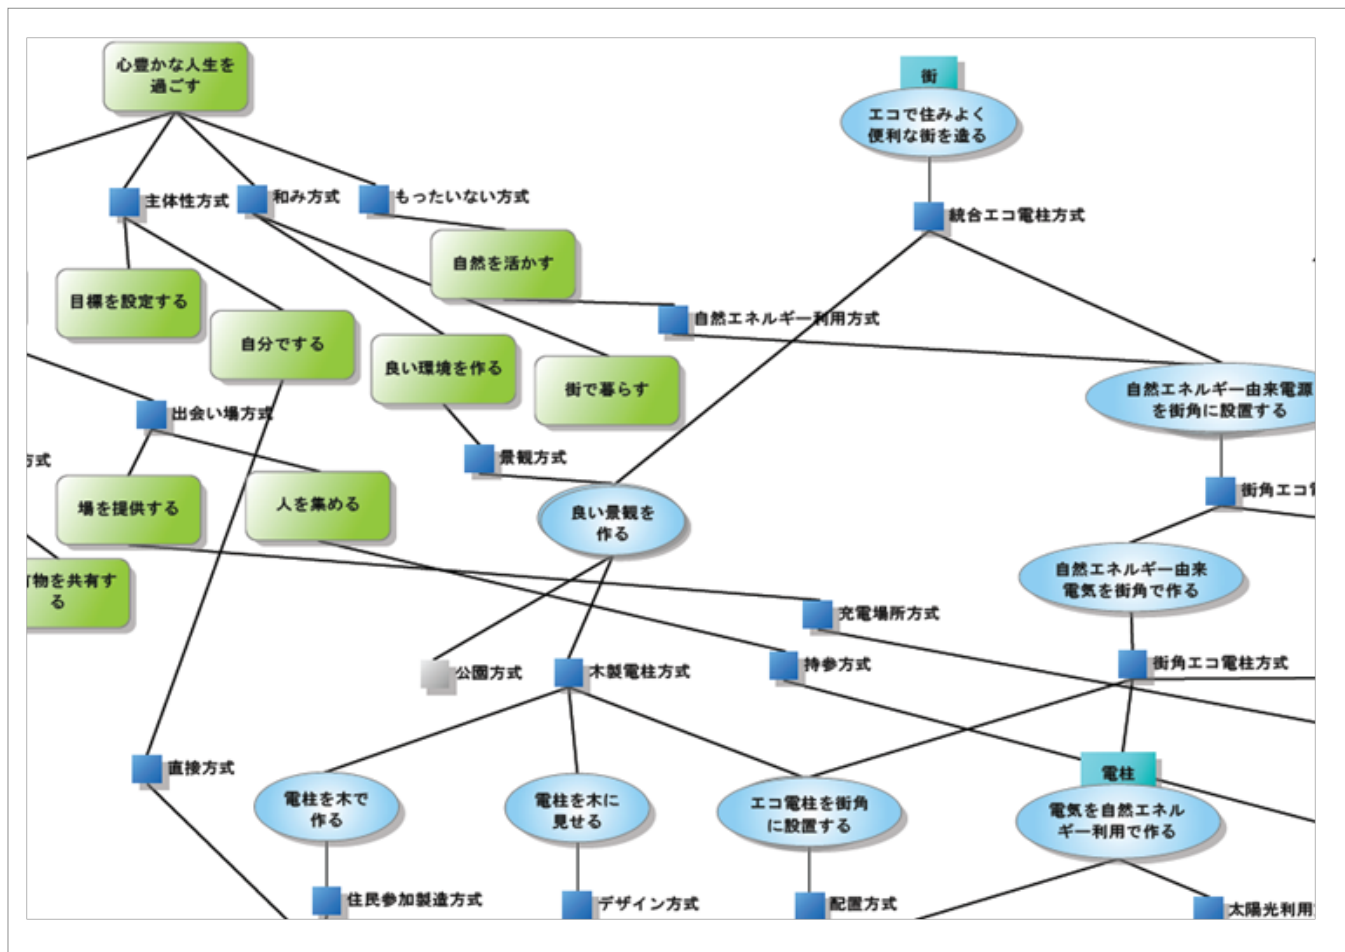 心豊かな人生を
過ごす
街
エコで住みよく
便利な街を造る
主体性方式
和み方式
もったいない方式
統合エコ電柱方式
自然を活かす
目標を設定する
自然エネルギー利用方式
自分でする
良い環境を作る
街で暮らす
自然エネルギー由来電源
を街角に設置する
出会い場方式
景観方式
方式
街角エコ
場を提供する
人を集める
良い景観を
作る
物を共有す
る
自然エネルギー由来
電気を街角で作る
充電場所方式
公園方式
木製電柱方式
持参方式
街角エコ電柱方式
直接方式
電柱
電柱を木で
作る
電柱を木に
見せる
エコ電柱を街角
に設置する
電気を自然エネル
ギー利用で作る
住民参加製造方式
デザイン方式
配置方式
太陽光利用